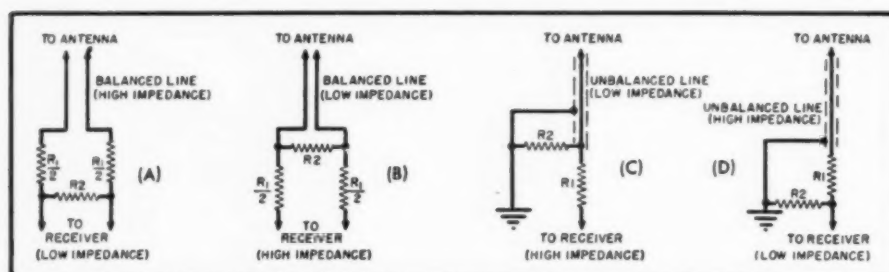 TO ANTENNA
BALANCED LINE
(HIGH IMPEDANCE)
R1
2
R1
2
R2
(A)
TO
RECEIVER
(LOW IMPEDANCE)
TO ANTENNA
BALANCED LINE
(LOW IMPEDANCE)
R2
R1
2
(B)
R1
2
TO
RECEIVER
(HIGH IMPEDANCE)
TO ANTENNA
UNBALANCED LINE
(LOW IMPEDANCE)
R2
R1
(C)
TO RECEIVER
(HIGH IMPEDANCE)
TO ANTENNA
UNBALANCED LINE
(HIGH IMPEDANCE)
(D)
R1
R2
TO RECEIVER
(LOW IMPEDANCE)